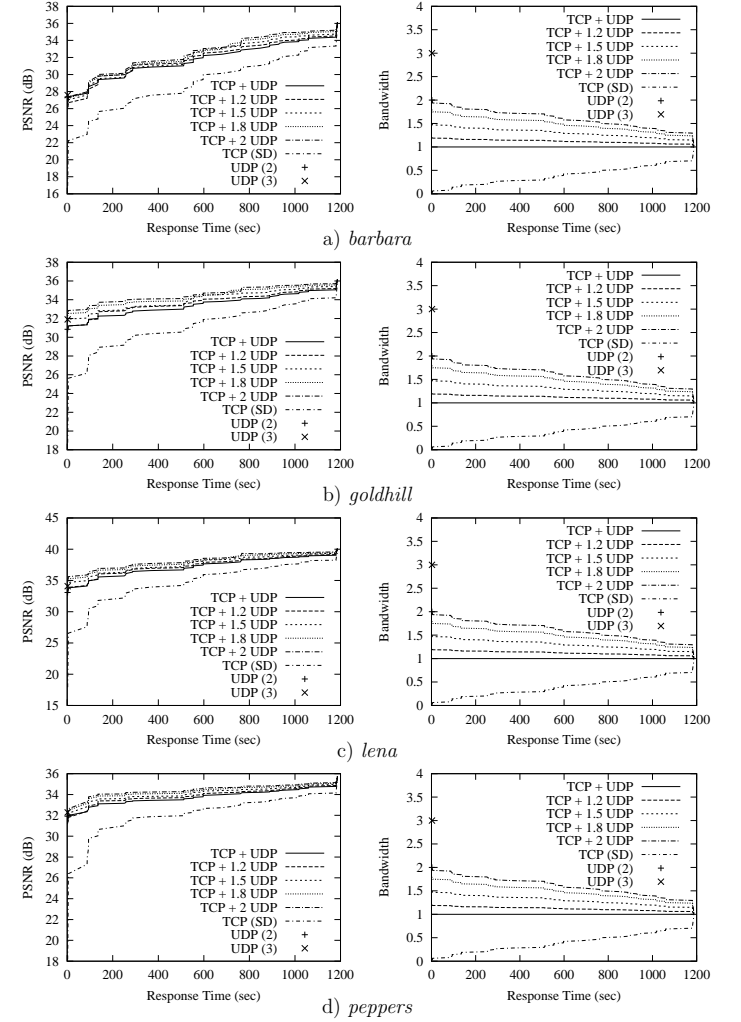 38
36
34
32
30
28
26
24
22
20
18
16
PSNR (dB)
TCP + UDP
TCP + 1.2 UDP
TCP + 1.5 UDP
TCP + 1.8 UDP
TCP + 2 UDP
TCP (SD)
UDP (2)
UDP (3)
0 200 400 600 800 1000 1200
Response Time (sec)
4
3.5
3
2.5
2
1.5
1
0.5
0
Bandwidth
TCP + UDP
TCP + 1.2 UDP
TCP + 1.5 UDP
TCP + 1.8 UDP
TCP + 2 UDP
TCP (SD)
UDP (2)
UDP (3)
0 200 400 600 800 1000 1200
Response Time (sec)
a) barbara
38
36
34
32
30
28
26
24
22
20
18
PSNR (dB)
TCP + UDP
TCP + 1.2 UDP
TCP + 1.5 UDP
TCP + 1.8 UDP
TCP + 2 UDP
TCP (SD)
UDP (2)
UDP (3)
0 200 400 600 800 1000 1200
Response Time (sec)
4
3.5
3
2.5
2
1.5
1
0.5
0
Bandwidth
TCP + UDP
TCP + 1.2 UDP
TCP + 1.5 UDP
TCP + 1.8 UDP
TCP + 2 UDP
TCP (SD)
UDP (2)
UDP (3)
0 200 400 600 800 1000 1200
Response Time (sec)
b) goldhill
45
40
35
30
25
20
15
PSNR (dB)
TCP + UDP
TCP + 1.2 UDP
TCP + 1.5 UDP
TCP + 1.8 UDP
TCP + 2 UDP
TCP (SD)
UDP (2)
UDP (3)
0 200 400 600 800 1000 1200
Response Time (sec)
4
3.5
3
2.5
2
1.5
1
0.5
0
Bandwidth
TCP + UDP
TCP + 1.2 UDP
TCP + 1.5 UDP
TCP + 1.8 UDP
TCP + 2 UDP
TCP (SD)
UDP (2)
UDP (3)
0 200 400 600 800 1000 1200
Response Time (sec)
c) lena
36
34
32
30
28
26
24
22
20
18
PSNR (dB)
TCP + UDP
TCP + 1.2 UDP
TCP + 1.5 UDP
TCP + 1.8 UDP
TCP + 2 UDP
TCP (SD)
UDP (2)
UDP (3)
0 200 400 600 800 1000 1200
Response Time (sec)
4
3.5
3
2.5
2
1.5
1
0.5
0
Bandwidth
TCP + UDP
TCP + 1.2 UDP
TCP + 1.5 UDP
TCP + 1.8 UDP
TCP + 2 UDP
TCP (SD)
UDP (2)
UDP (3)
0 200 400 600 800 1000 1200
Response Time (sec)
d) peppers